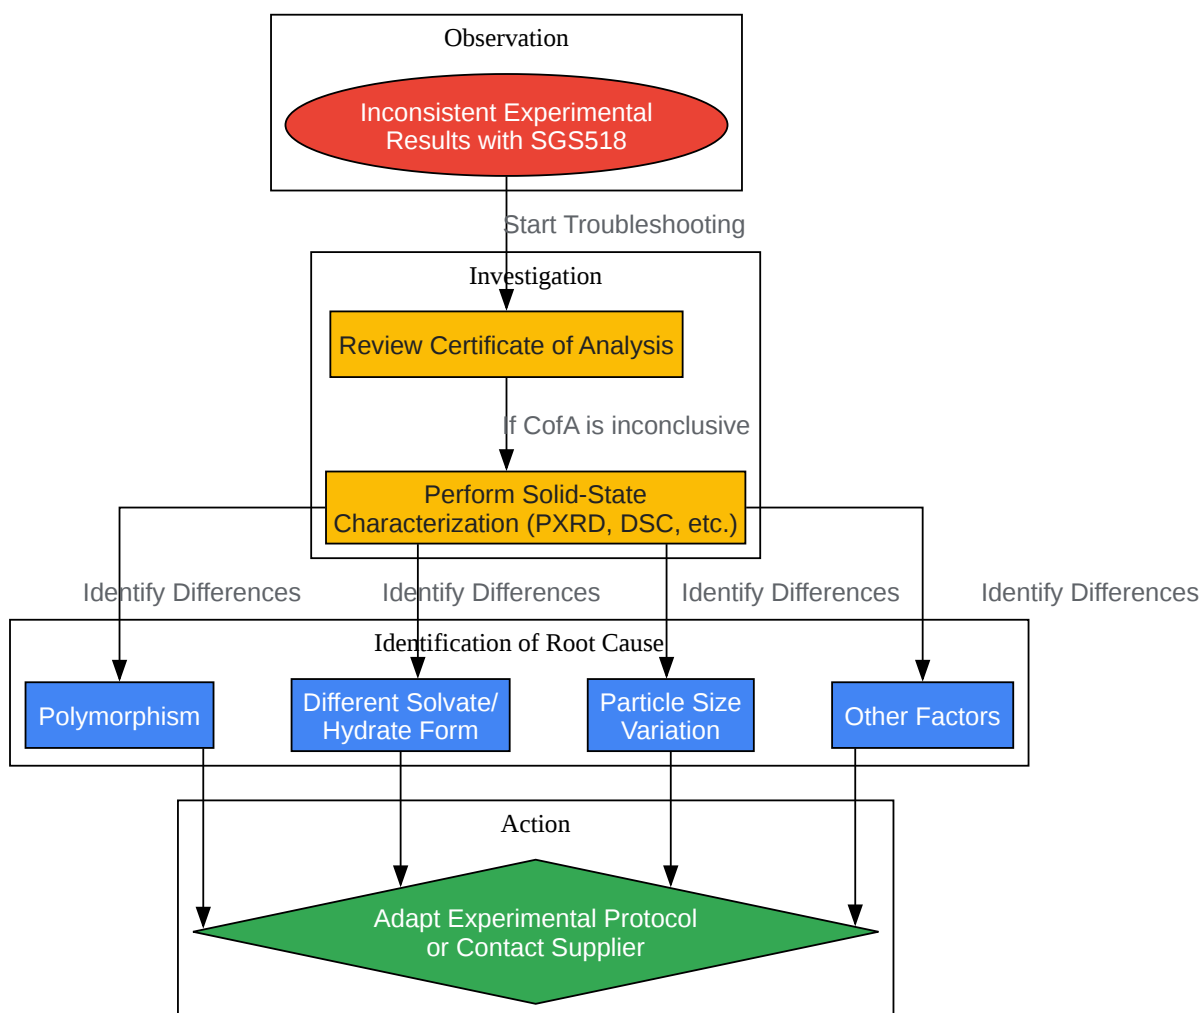 Observation
Inconsistent Experimental
Results with SGS518
Start Troubleshooting
Investigation
Review Certificate of Analysis
If CofA is inconclusive
Perform Solid-State
Characterization (PXRD, DSC, etc.)
Identify Differences
Identify Differences
Identify Differences
Identify Differences
Identification of Root Cause
Polymorphism
Different Solvate/
Hydrate Form
Particle Size
Variation
Other Factors
Action
Adapt Experimental Protocol
or Contact Supplier